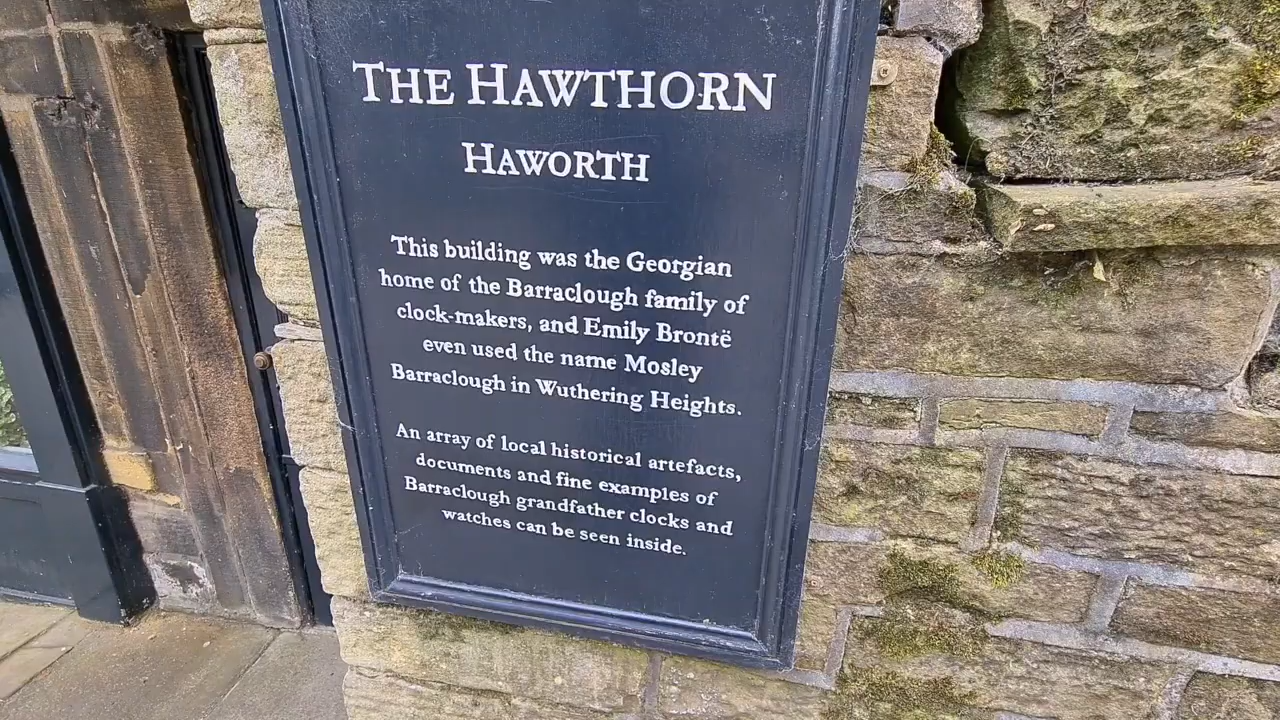 THE HAWTHORN
HAWORTH
This building was the Georgian
home of the Barraclough family of
clock-makers, and Emily Brontë
even used the name Mosley
Barraclough in Wuthering Heights.
An array of local historical artefacts,
documents and fine examples of
Barraclough grandfather clocks and
watches can be seen inside.